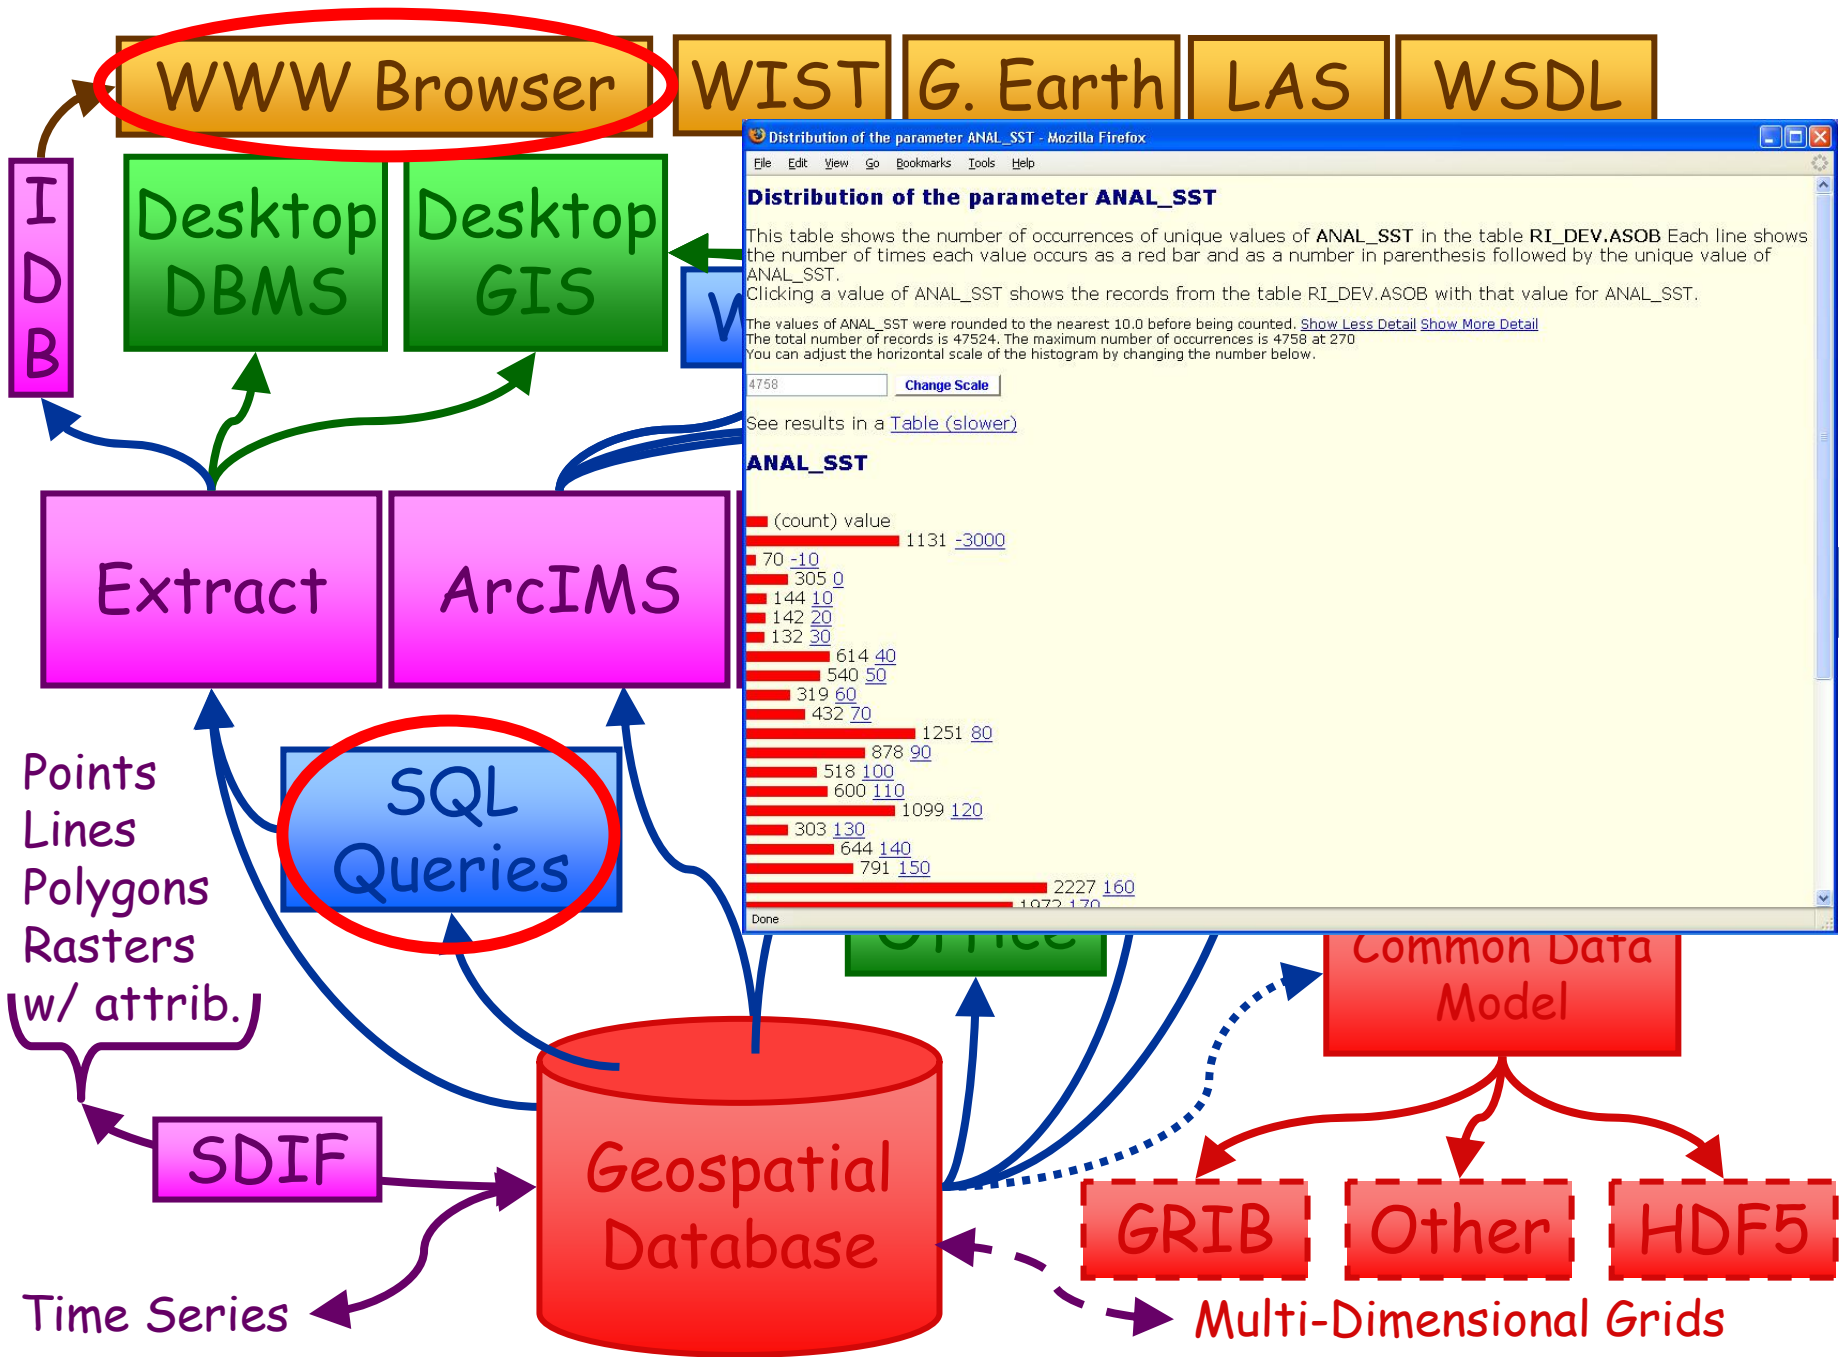 WWW Browser
WIST
G. Earth
LAS
WSDL
I
D
B
Desktop
DBMS
Desktop
GIS
W
Distribution of the parameter ANAL_SST - Mozilla Firefox
File Edit View Go Bookmarks Tools Help
Distribution of the parameter ANAL_SST
This table shows the number of occurrences of unique values of ANAL_SST in the table RI_DEV.ASOB Each line shows
the number of times each value occurs as a red bar and as a number in parenthesis followed by the unique value of
ANAL_SST.
Clicking a value of ANAL_SST shows the records from the table RI_DEV.ASOB with that value for ANAL_SST.
The values of ANAL_SST were rounded to the nearest 10.0 before being counted. Show Less Detail Show More Detail
The total number of records is 47524. The maximum number of occurrences is 4758 at 270
You can adjust the horizontal scale of the histogram by changing the number below.
4758 Change Scale
See results in a Table (slower)
ANAL_SST
(count) value
1131 -3000
70 -10
305 0
144 10
142 20
132 30
614 40
540 50
319 60
432 70
1251 80
878 90
518 100
600 110
1099 120
303 130
644 140
791 150
2227 160
1972 170
Done
Extract
ArcIMS
SQL
Queries
Points
Lines
Polygons
Rasters
w/ attrib.
Office
Common Data
Model
SDIF
Geospatial
Database
GRIB
Other
HDF5
Time Series
Multi-Dimensional Grids